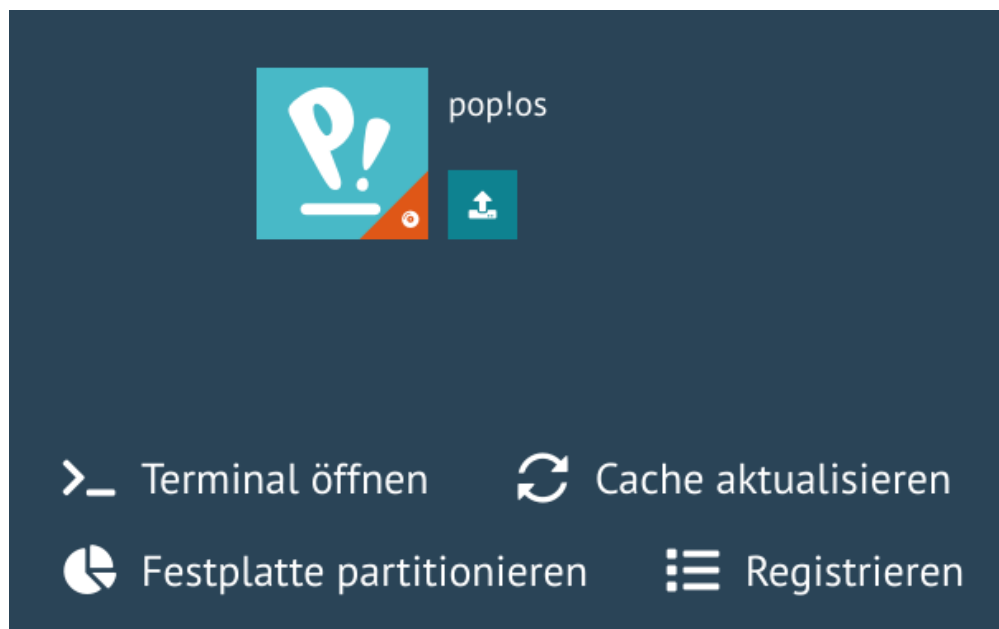 P!
pop!os
Terminal öffnen
Cache aktualisieren
Festplatte partitionieren
Registrieren